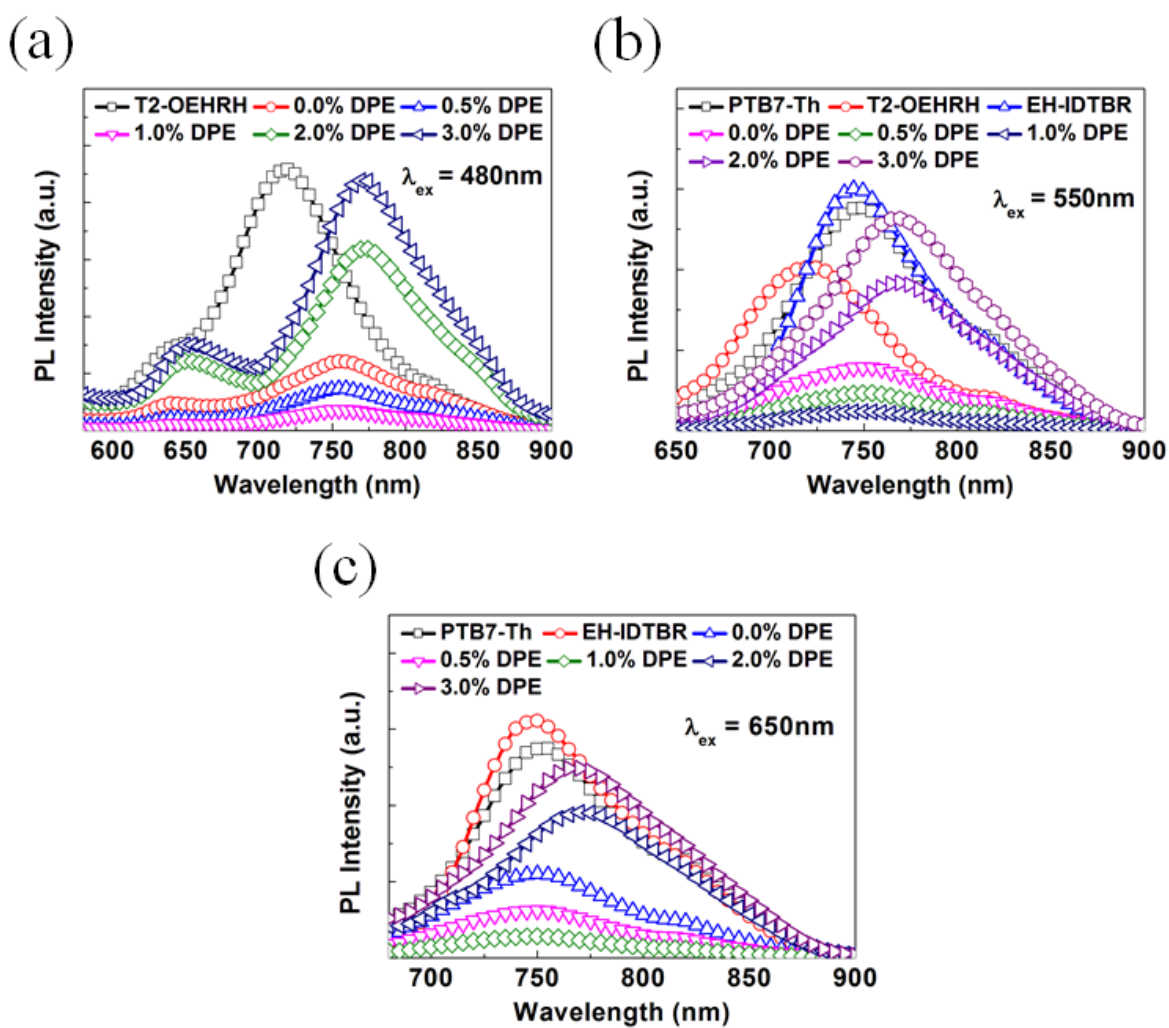 (a)
T2-OEHRH 0.0% DPE 0.5% DPE
1.0% DPE 2.0% DPE 3.0% DPE
λex = 480nm
PL Intensity (a.u.)
600 650 700 750 800 850 900
Wavelength (nm)
(b)
PTB7-Th T2-OEHRH EH-IDTBR
0.0% DPE 0.5% DPE 1.0% DPE
2.0% DPE 3.0% DPE
λex = 550nm
PL Intensity (a.u.)
650 700 750 800 850 900
Wavelength (nm)
(c)
PTB7-Th EH-IDTBR 0.0% DPE
0.5% DPE 1.0% DPE 2.0% DPE
3.0% DPE
λex = 650nm
PL Intensity (a.u.)
700 750 800 850 900
Wavelength (nm)